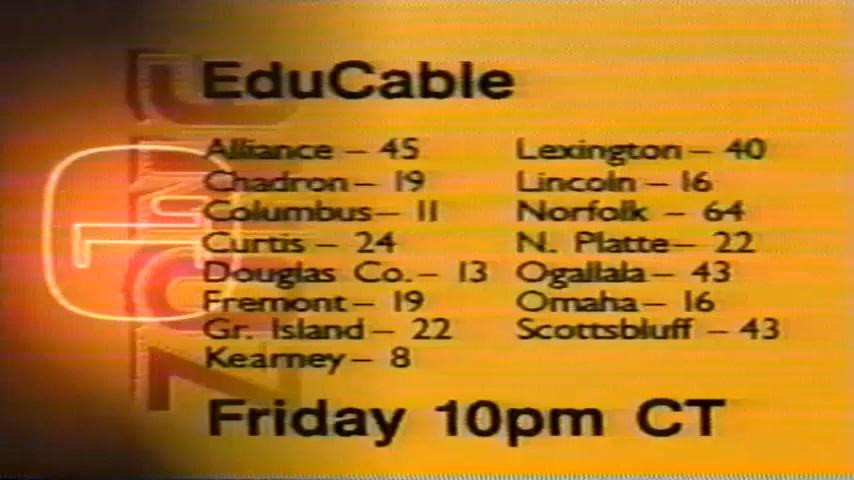 EduCable
Alliance – 45
Chadron – 19
Columbus – 11
Curtis – 24
Douglas Co. – 13
Fremont – 19
Gr. Island – 22
Kearney – 8
Lexington – 40
Lincoln – 16
Norfolk – 64
N. Platte – 22
Ogallala – 43
Omaha – 16
Scottsbluff – 43
Friday 10pm CT